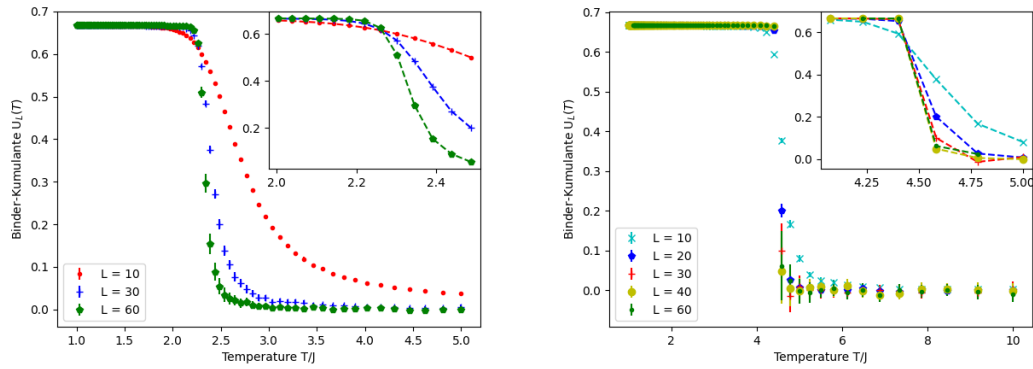 Binder-Kumulante U_L(T)
0.7
0.6
0.5
0.4
0.3
0.2
0.1
0.0
0.6
0.4
0.2
2.0
2.2
2.4
L = 10
L = 30
L = 60
1.0 1.5 2.0 2.5 3.0 3.5 4.0 4.5 5.0
Temperature T/J
Binder-Kumulante U_L(T)
0.7
0.6
0.5
0.4
0.3
0.2
0.1
0.0
0.6
0.4
0.2
0.0
4.25 4.50 4.75 5.00
L = 10
L = 20
L = 30
L = 40
L = 60
2 4 6 8 10
Temperature T/J